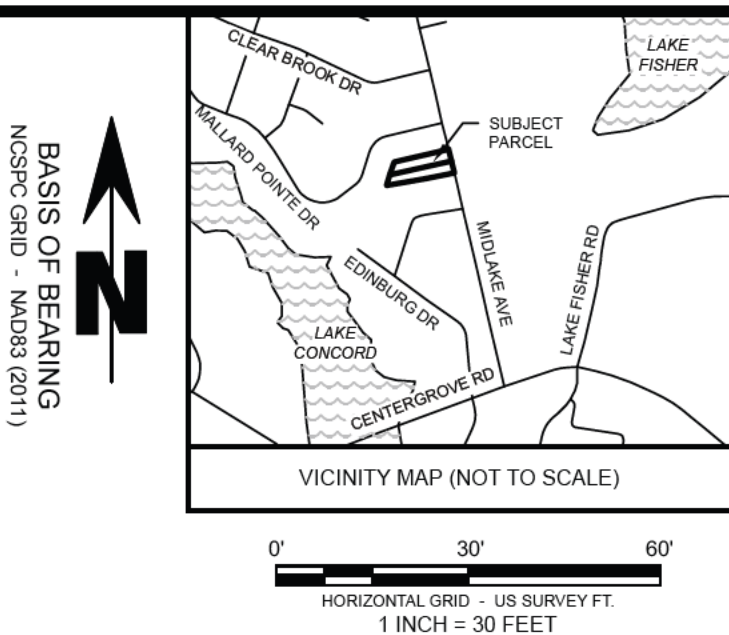 BASIS OF BEARING
NCSPC GRID - NAD83 (2011)
N
CLEAR BROOK DR
LAKE
FISHER
MALLARD POINTE DR
SUBJECT
PARCEL
MIDLAKE AVE
LAKE FISHER RD
EDINBURG DR
LAKE
CONCORD
CENTERGROVE RD
VICINITY MAP (NOT TO SCALE)
0' 30' 60'
HORIZONTAL GRID - US SURVEY FT.
1 INCH = 30 FEET